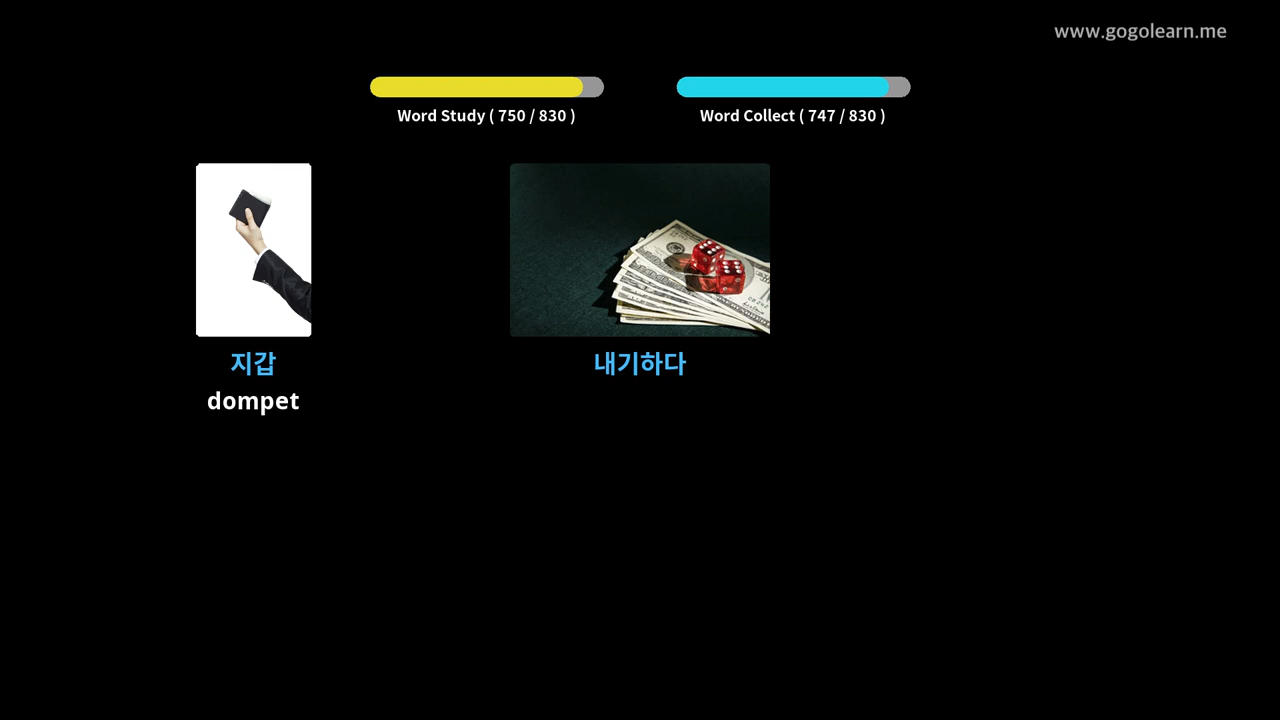 www.gogolearn.me
Word Study ( 750 / 830 )
Word Collect ( 747 / 830 )
지갑
dompet
내기하다